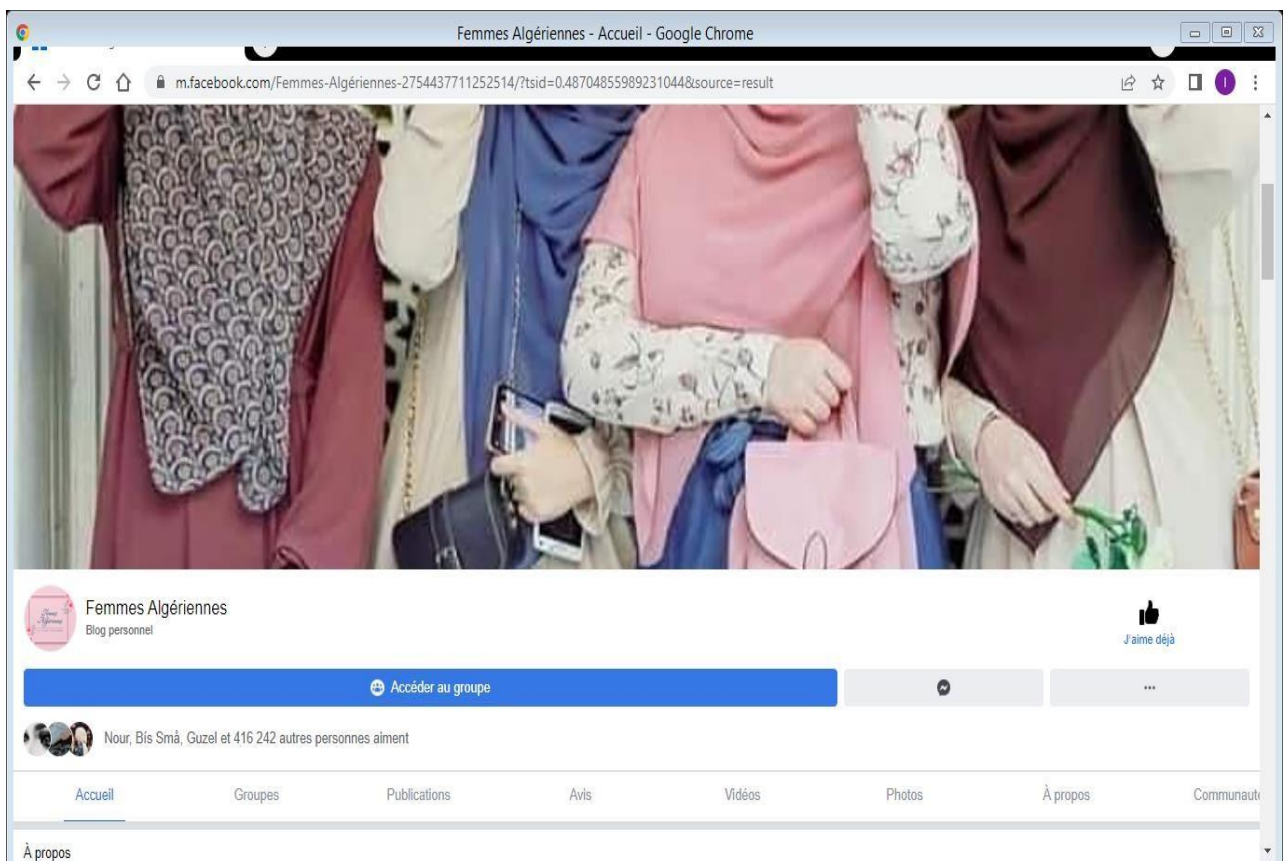 Femmes Algériennes - Accueil - Google Chrome
m.facebook.com/Femmes-Algériennes-2754437711252514/?tsid=0.48704855989231044&source=result
I
Femmes Algériennes
Blog personnel
J'aime déjà
Accéder au groupe
Nour, Bís Små, Guzel et 416 242 autres personnes aiment
Accueil Groupes Publications Avis Vidéos Photos À propos Communauté
À propos